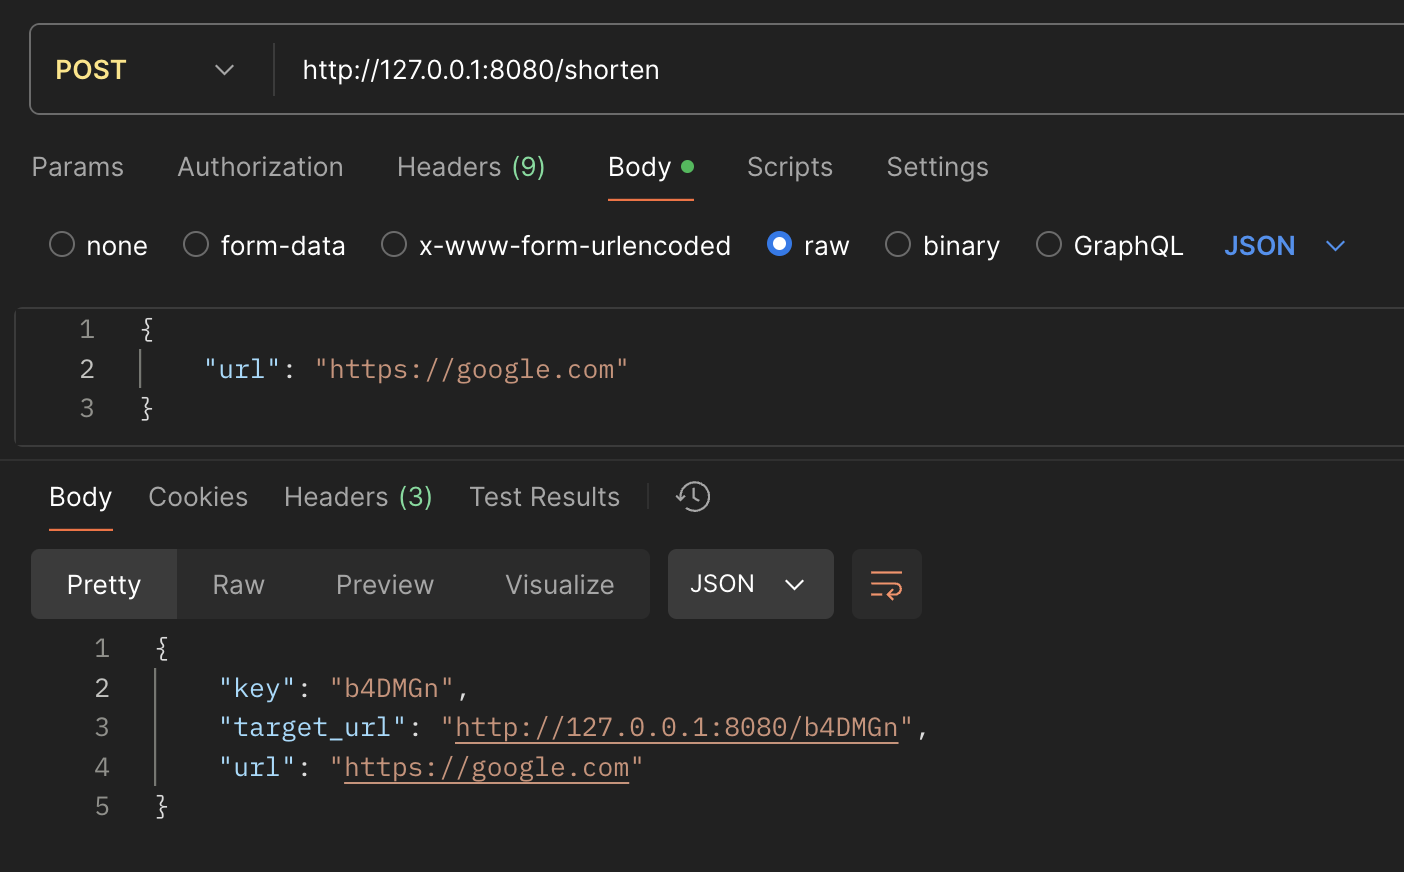 POST http://127.0.0.1:8080/shorten
Params Authorization Headers (9) Body Scripts Settings
none form-data x-www-form-urlencoded raw binary GraphQL JSON
1 {
2 "url": "https://google.com"
3 }
Body Cookies Headers (3) Test Results
Pretty Raw Preview Visualize JSON
1 {
2 "key": "b4DMGn",
3 "target_url": "http://127.0.0.1:8080/b4DMGn",
4 "url": "https://google.com"
5 }